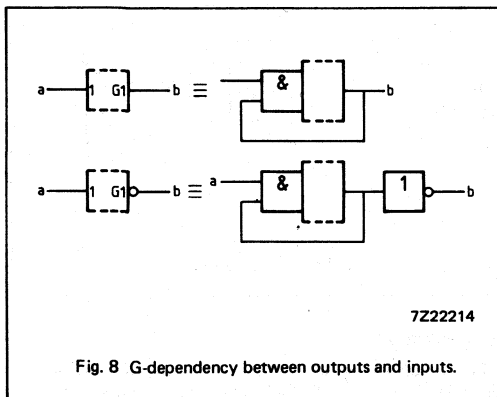 a 1 G1 b ≡ & b
a 1 G1 b ≡ a & 1 b
7Z22214
Fig. 8 G-dependency between outputs and inputs.